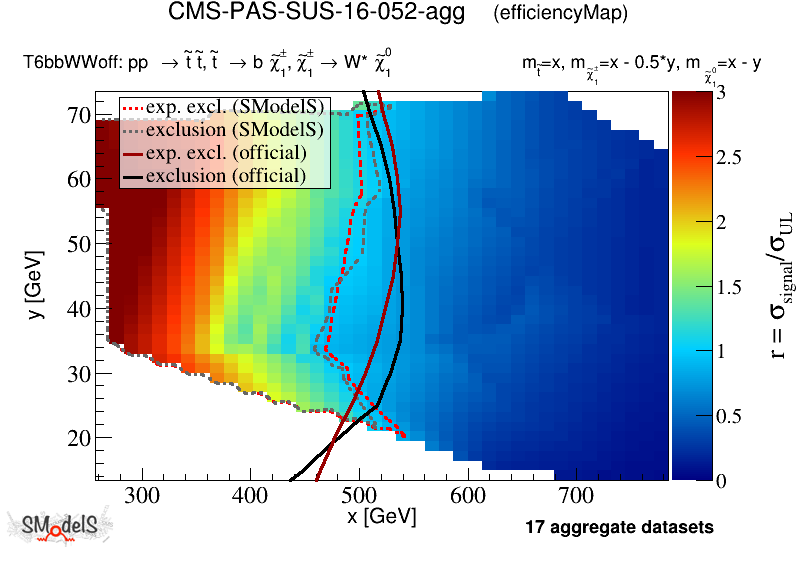 CMS-PAS-SUS-16-052-agg (efficiencyMap)
T6bbWWoff: pp → t̃ t̃, t̃ → b χ̃₁±, χ̃₁± → W* χ̃₁⁰ m_t̃=x, m_χ̃₁±=x - 0.5*y, m_χ̃₁⁰=x - y
exp. excl. (SModelS)
exclusion (SModelS)
exp. excl. (official)
exclusion (official)
70
60
50
40
30
20
y [GeV]
300 400 500 600 700
x [GeV]
3
2.5
2
1.5
1
0.5
0
r = σ_signal/σ_UL
SModelS
17 aggregate datasets